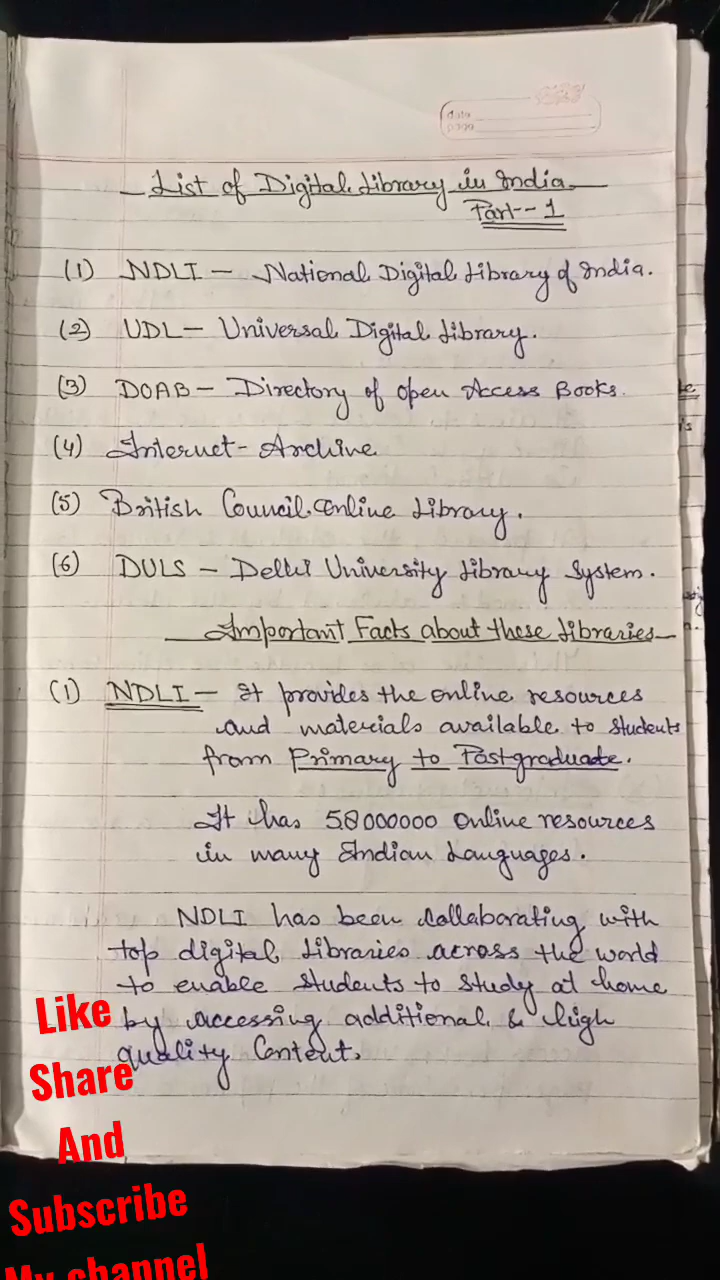 date
page
List of Digital Library in India
Part-- 1
(1) NDLI — National Digital Library of India.
(2) UDL — Universal Digital Library.
(3) DOAB — Directory of Open Access Books.
(4) Internet - Archive
(5) British Council Online Library.
(6) DULS — Delhi University Library System.
Important Facts about these Libraries
(1) NDLI — It provides the online resources
and materials available to students
from Primary to Postgraduate.
It has 58000000 online resources
in many Indian Languages.
NDLI has been Collaborating with
top digital Libraries across the world
to enable students to study at home
by accessing additional & high
quality Content.
Like
Share
And
Subscribe
My channel